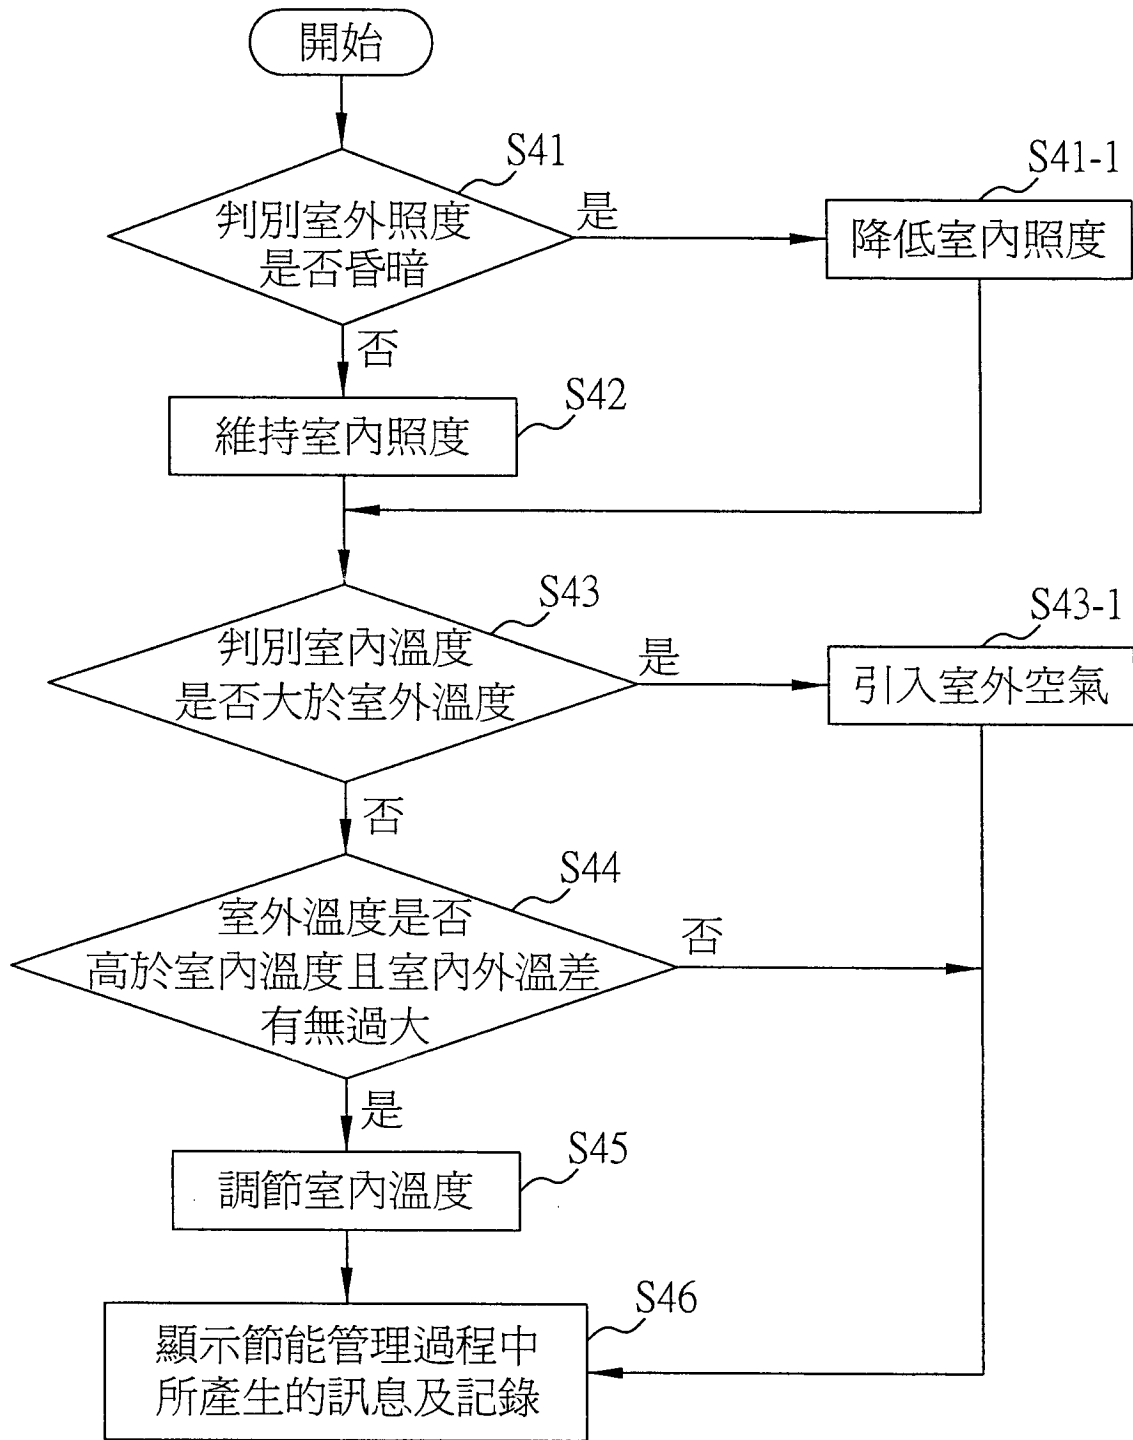 開始
S41
判別室外照度
是否昏暗
是
S41-1
降低室內照度
否
S42
維持室內照度
S43
判別室內溫度
是否大於室外溫度
是
S43-1
引入室外空氣
否
S44
室外溫度是否
高於室內溫度且室內外溫差
有無過大
否
是
S45
調節室內溫度
S46
顯示節能管理過程中
所產生的訊息及記錄